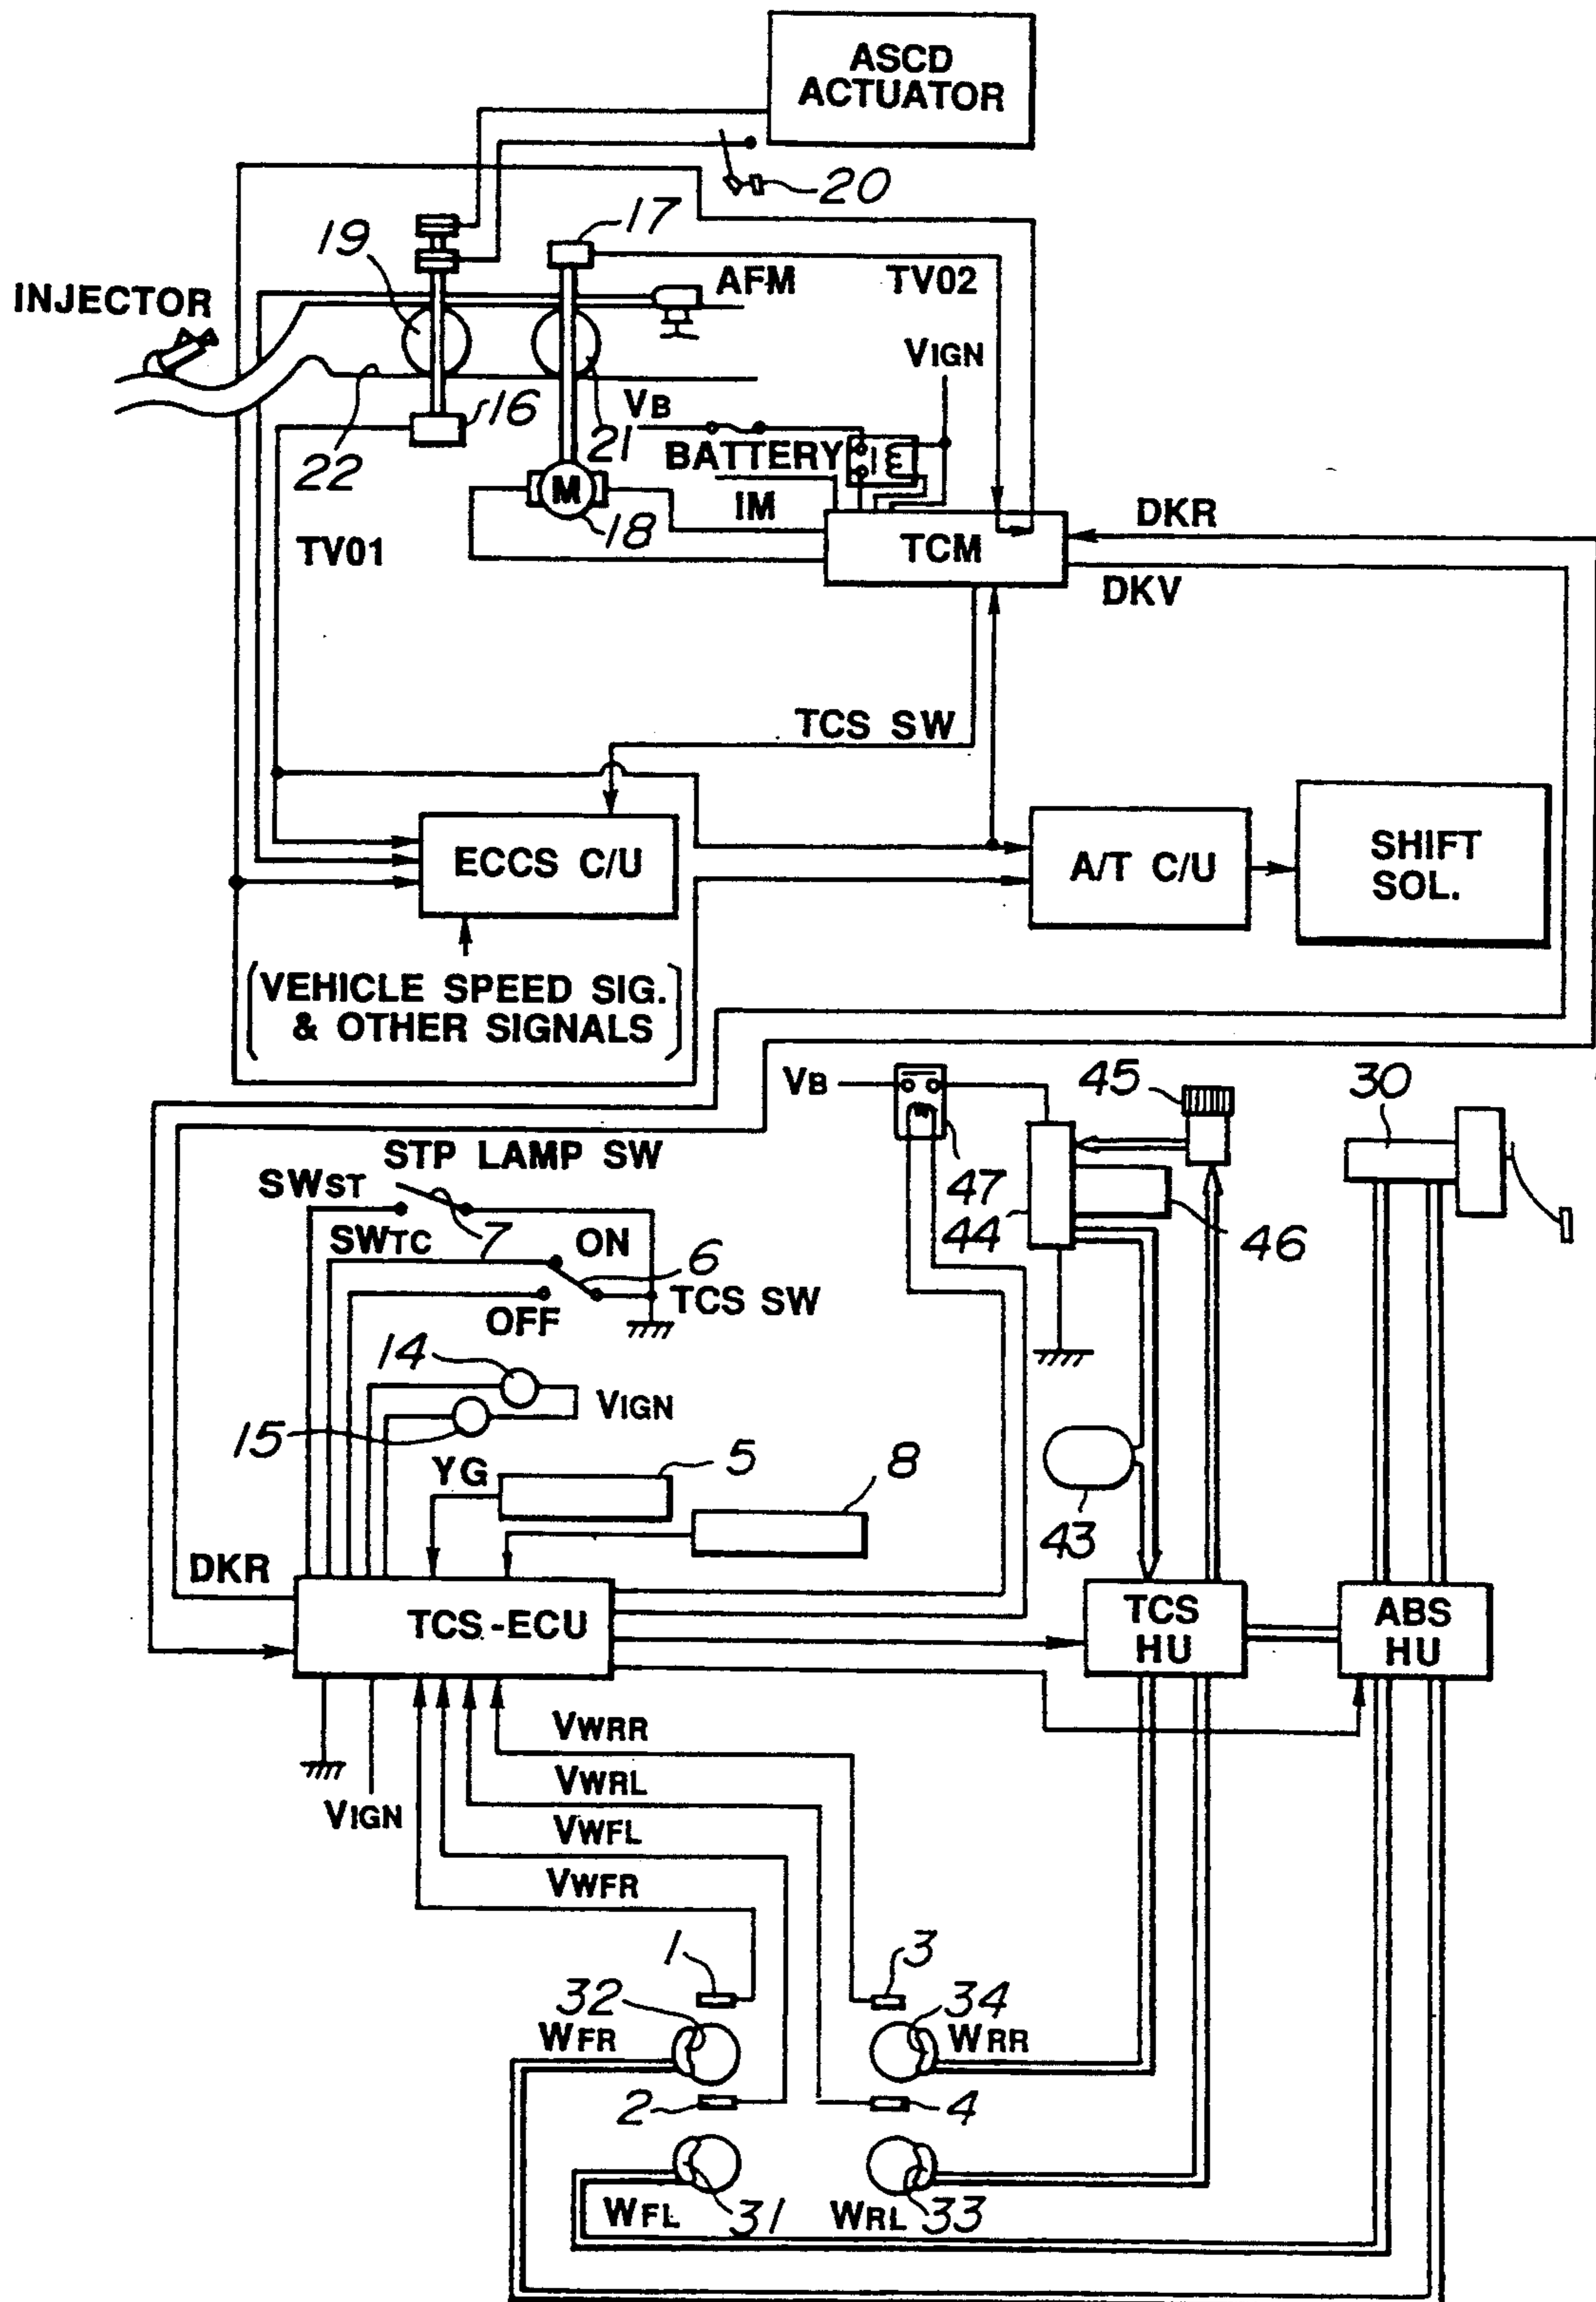 ASCD
ACTUATOR
20
17
19
AFM
TV02
INJECTOR
VIGN
16
VB
21
22
BATTERY
M
IM
18
DKR
TV01
TCM
DKV
TCS SW
ECCS C/U
A/T C/U
SHIFT
SOL.
(VEHICLE SPEED SIG.
& OTHER SIGNALS)
VB
45
30
STP LAMP SW
SWST
47
7
44
46
SWTC
ON
6
TCS SW
OFF
14
VIGN
15
YG
5
8
43
DKR
TCS-ECU
TCS
HU
ABS
HU
VWRR
VWRL
VIGN
VWFL
VWFR
1
3
32
34
WFR
WRR
2
4
WFL
31
WRL
33